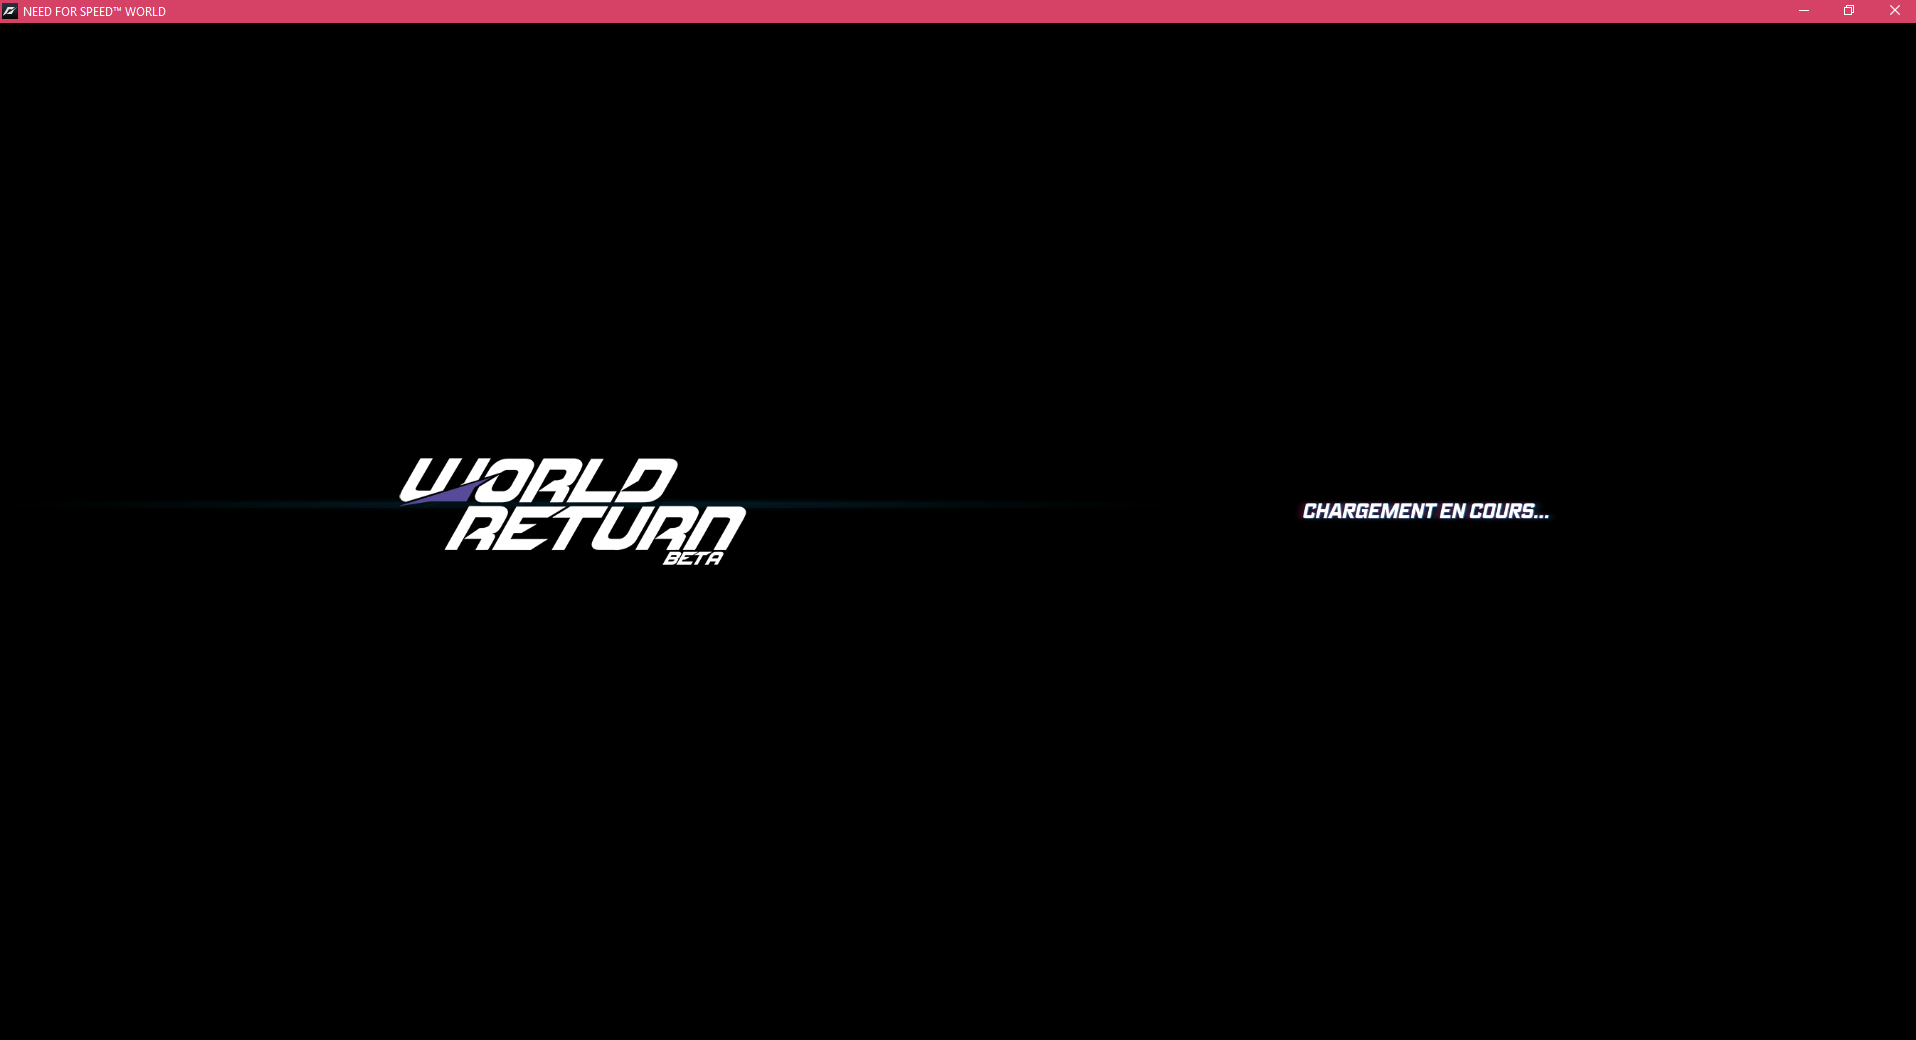 NEED FOR SPEED™ WORLD
WORLD
RETURN
BETA
CHARGEMENT EN COURS...